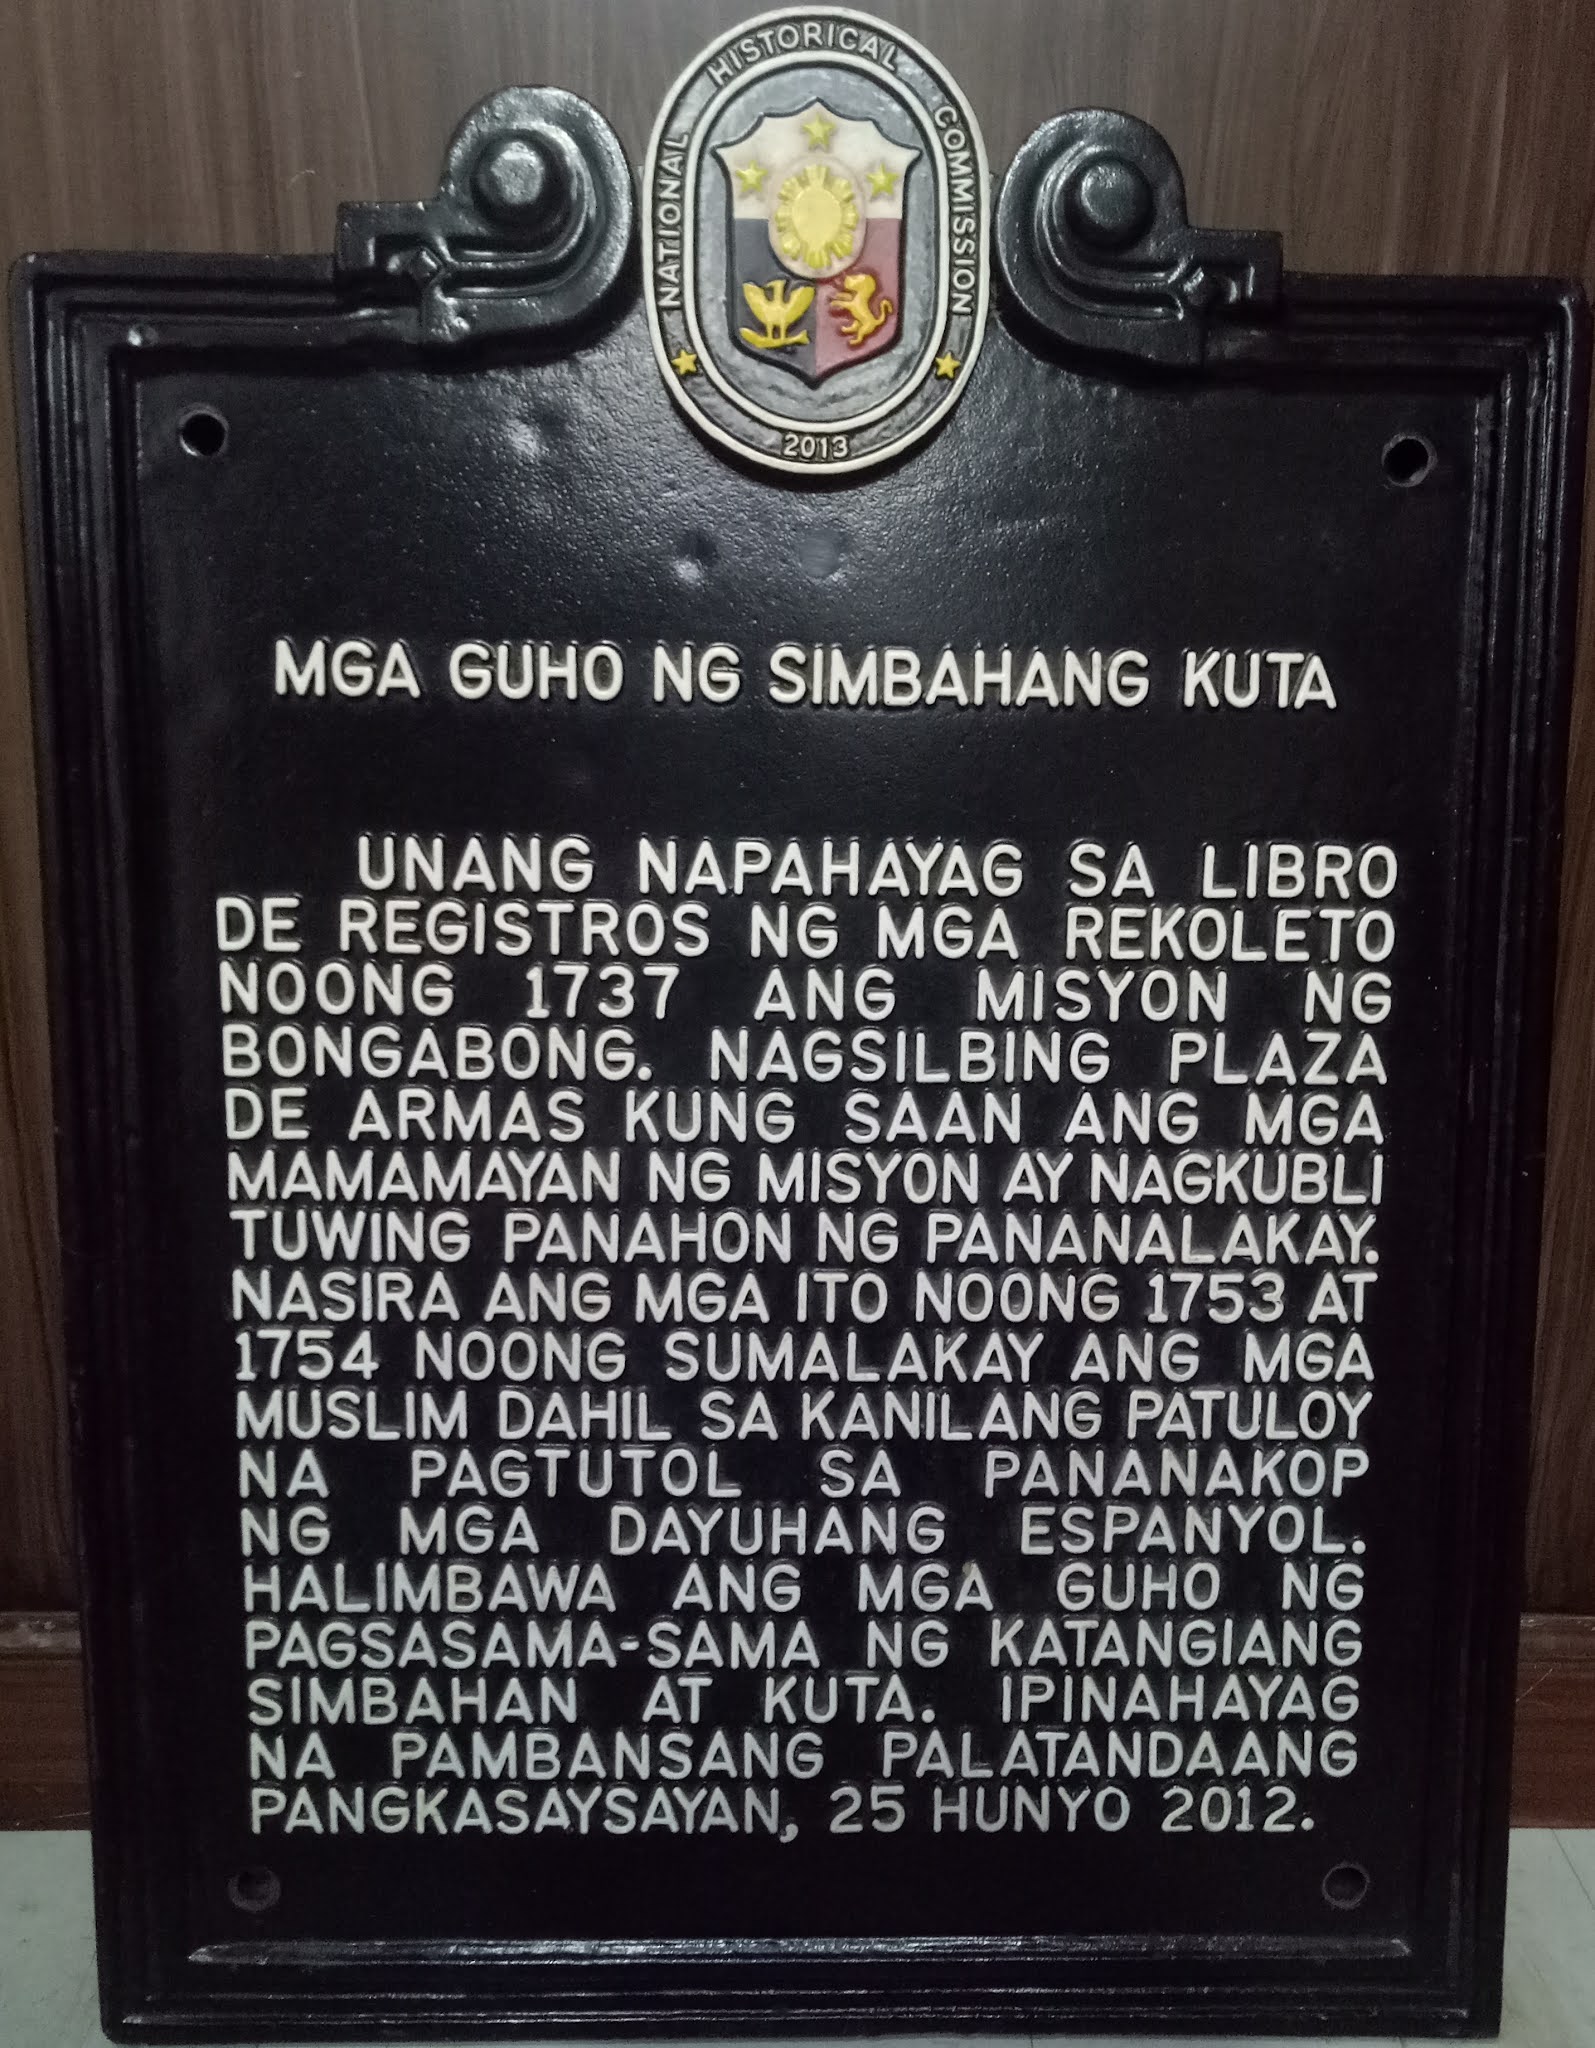 NATIONAL HISTORICAL COMMISSION
2013
MGA GUHO NG SIMBAHANG KUTA
UNANG NAPAHAYAG SA LIBRO
DE REGISTROS NG MGA REKOLETO
NOONG 1737 ANG MISYON NG
BONGABONG. NAGSILBING PLAZA
DE ARMAS KUNG SAAN ANG MGA
MAMAMAYAN NG MISYON AY NAGKUBLI
TUWING PANAHON NG PANANALAKAY.
NASIRA ANG MGA ITO NOONG 1753 AT
1754 NOONG SUMALAKAY ANG MGA
MUSLIM DAHIL SA KANILANG PATULOY
NA PAGTUTOL SA PANANAKOP
NG MGA DAYUHANG ESPANYOL.
HALIMBAWA ANG MGA GUHO NG
PAGSASAMA-SAMA NG KATANGIANG
SIMBAHAN AT KUTA. IPINAHAYAG
NA PAMBANSANG PALATANDAANG
PANGKASAYSAYAN, 25 HUNYO 2012.